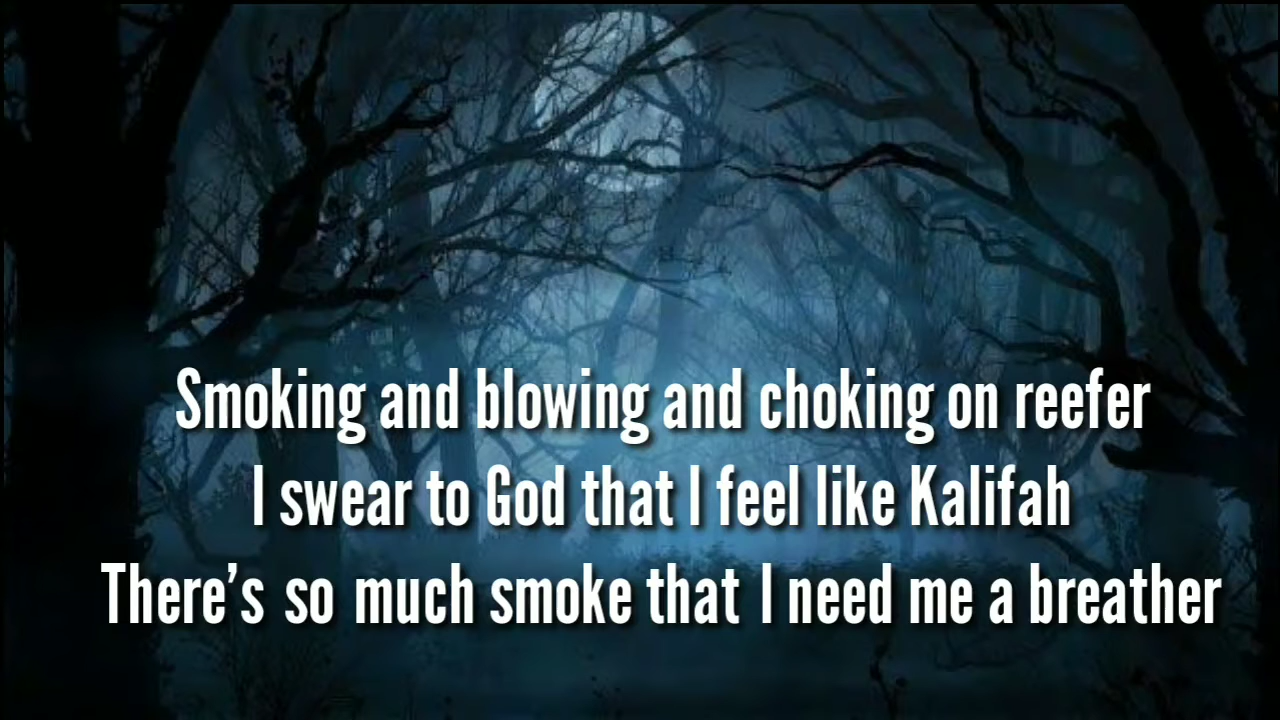 Smoking and blowing and choking on reefer
I swear to God that I feel like Kalifah
There’s so much smoke that I need me a breather